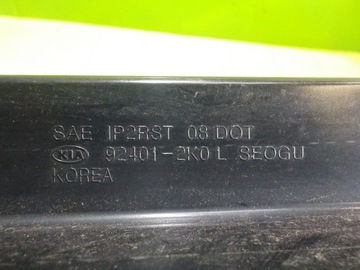 SAE IP2RST 08 DOT
KIA 92401-2K0 L SEOGU
KOREA